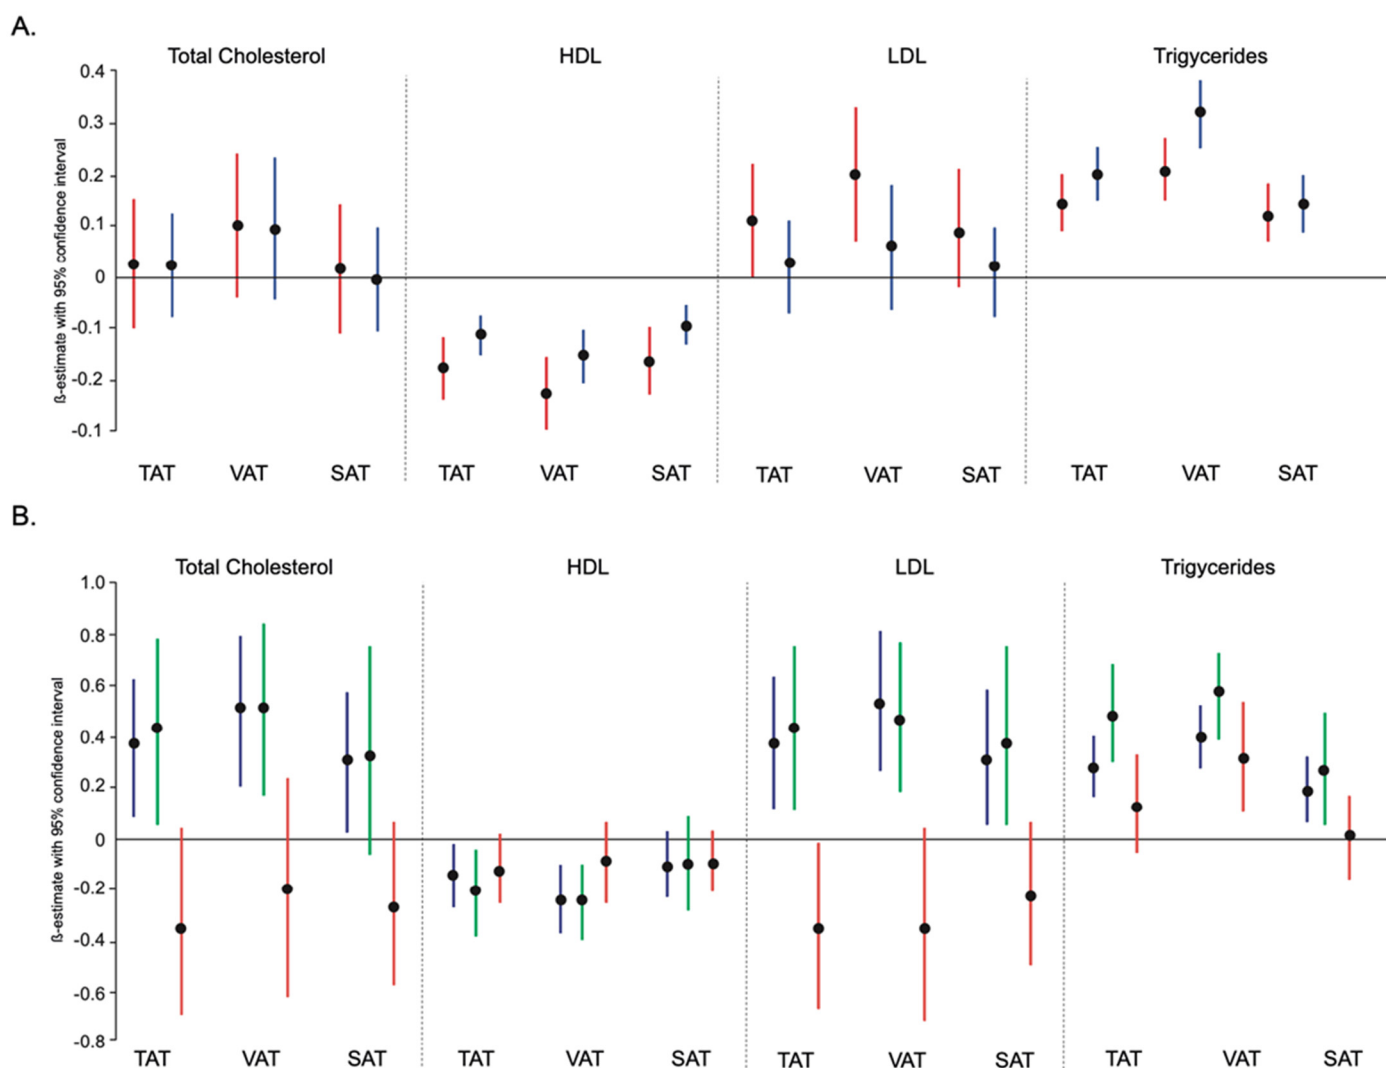 A.
Total Cholesterol HDL LDL Trigycerides
ß-estimate with 95% confidence interval
0.4
0.3
0.2
0.1
0
-0.1
-0.2
-0.1
TAT VAT SAT TAT VAT SAT TAT VAT SAT TAT VAT SAT
B.
Total Cholesterol HDL LDL Trigycerides
ß-estimate with 95% confidence interval
1.0
0.8
0.6
0.4
0.2
0
-0.2
-0.4
-0.6
-0.8
TAT VAT SAT TAT VAT SAT TAT VAT SAT TAT VAT SAT